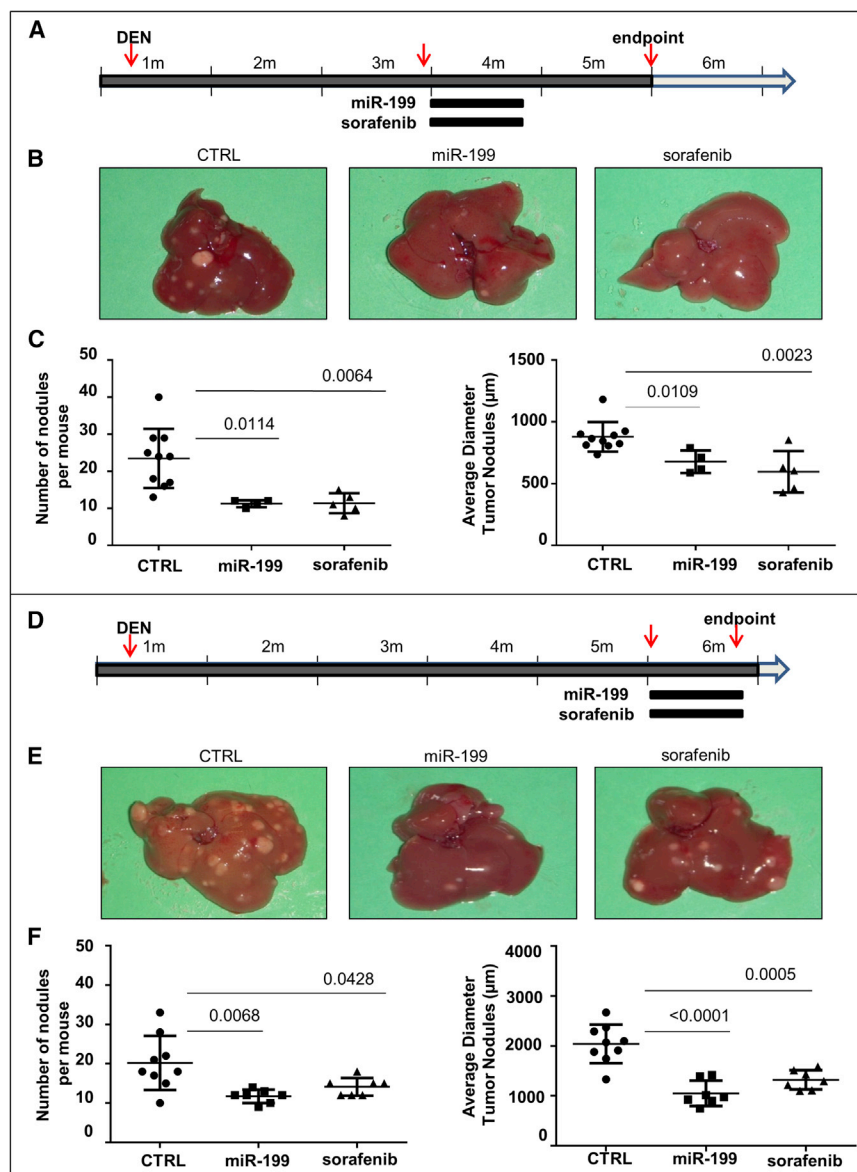 A
DEN
endpoint
1m 2m 3m 4m 5m 6m
miR-199
sorafenib
B
CTRL miR-199 sorafenib
C
Number of nodules
per mouse
50
40
30
20
10
0
0.0064
0.0114
CTRL miR-199 sorafenib
Average Diameter
Tumor Nodules (µm)
1500
1000
500
0
0.0023
0.0109
CTRL miR-199 sorafenib
D
DEN
endpoint
1m 2m 3m 4m 5m 6m
miR-199
sorafenib
E
CTRL miR-199 sorafenib
F
Number of nodules
per mouse
50
40
30
20
10
0
0.0428
0.0068
CTRL miR-199 sorafenib
Average Diameter
Tumor Nodules (µm)
4000
3000
2000
1000
0
0.0005
<0.0001
CTRL miR-199 sorafenib